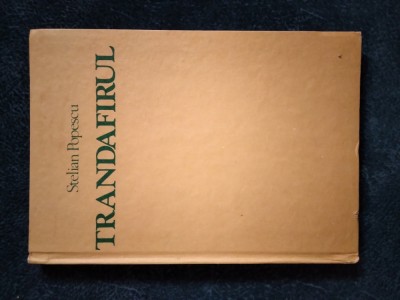 Stelian Popescu
TRANDAFIRUL